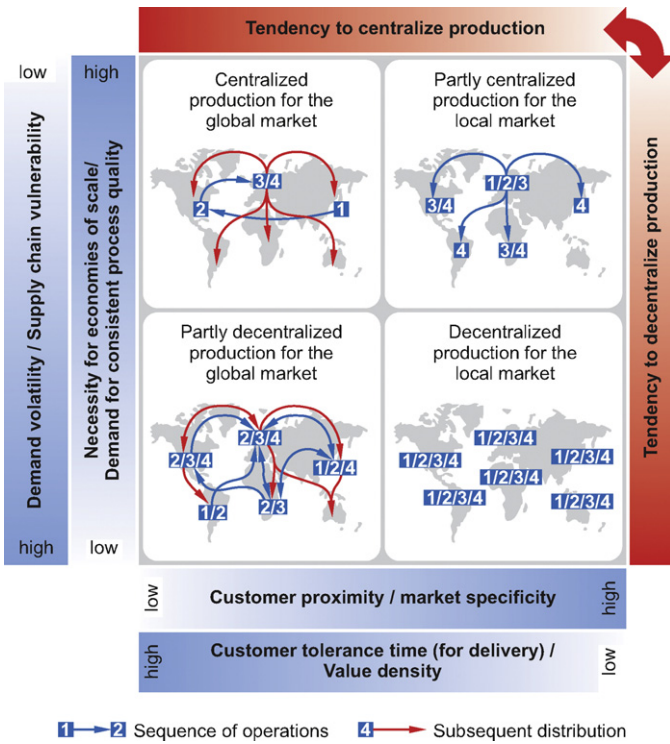 Tendency to centralize production
Tendency to decentralize production
low
high
Demand volatility / Supply chain vulnerability
high
Necessity for economies of scale/
Demand for consistent process quality
low
Centralized
production for the
global market
3/4
2
1
Partly centralized
production for the
local market
1/2/3
3/4
4
4
3/4
Partly decentralized
production for the
global market
2/3/4
2/3/4
1/2/4
1/2
2/3
Decentralized
production for the
local market
1/2/3/4
1/2/3/4
1/2/3/4
1/2/3/4
1/2/3/4
1/2/3/4
low
Customer proximity / market specificity
high
high
Customer tolerance time (for delivery) /
Value density
low
1 2 Sequence of operations
4 Subsequent distribution